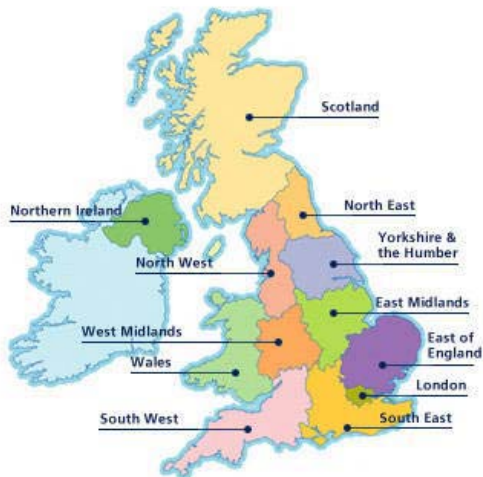 Scotland
Northern Ireland
North East
Yorkshire &
the Humber
North West
East Midlands
West Midlands
East of
England
Wales
London
South West
South East